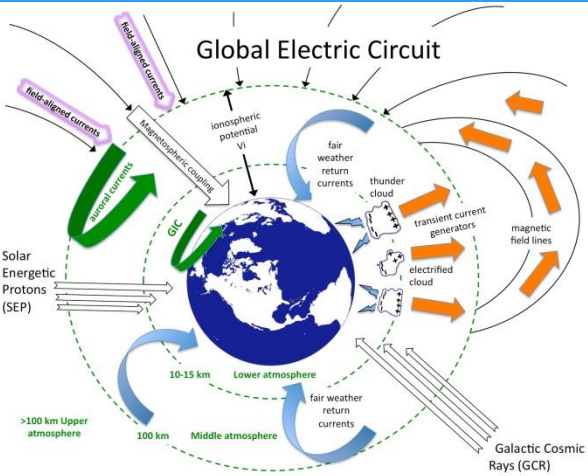 Global Electric Circuit
field-aligned currents
field-aligned currents
Magnetospheric coupling
ionospheric
potential
Vi
fair
weather
return
currents
thunder
cloud
auroral currents
GIC
transient current
generators
magnetic
field lines
electrified
cloud
Solar
Energetic
Protons
(SEP)
10-15 km
Lower atmosphere
fair weather
return
currents
>100 km Upper
atmosphere
100 km
Middle atmosphere
Galactic Cosmic
Rays (GCR)